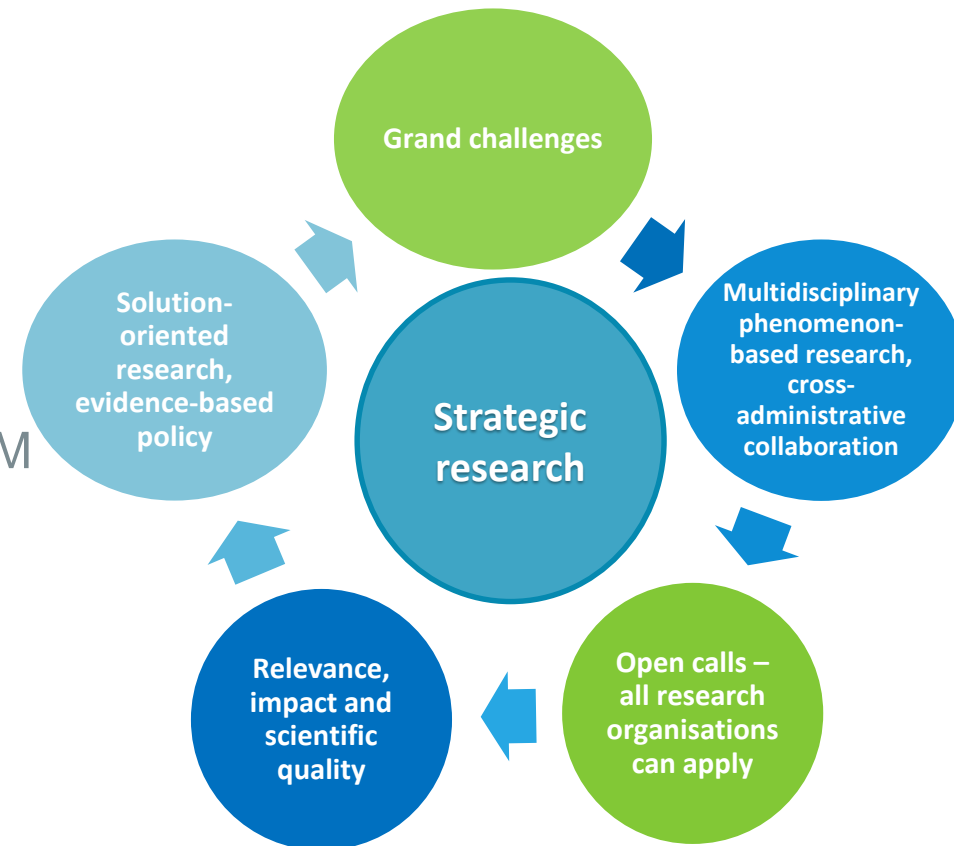 Grand challenges
Multidisciplinary
phenomenon-
based research,
cross-
administrative
collaboration
Open calls –
all research
organisations
can apply
Relevance,
impact and
scientific
quality
Solution-
oriented
research,
evidence-based
policy
Strategic
research
M